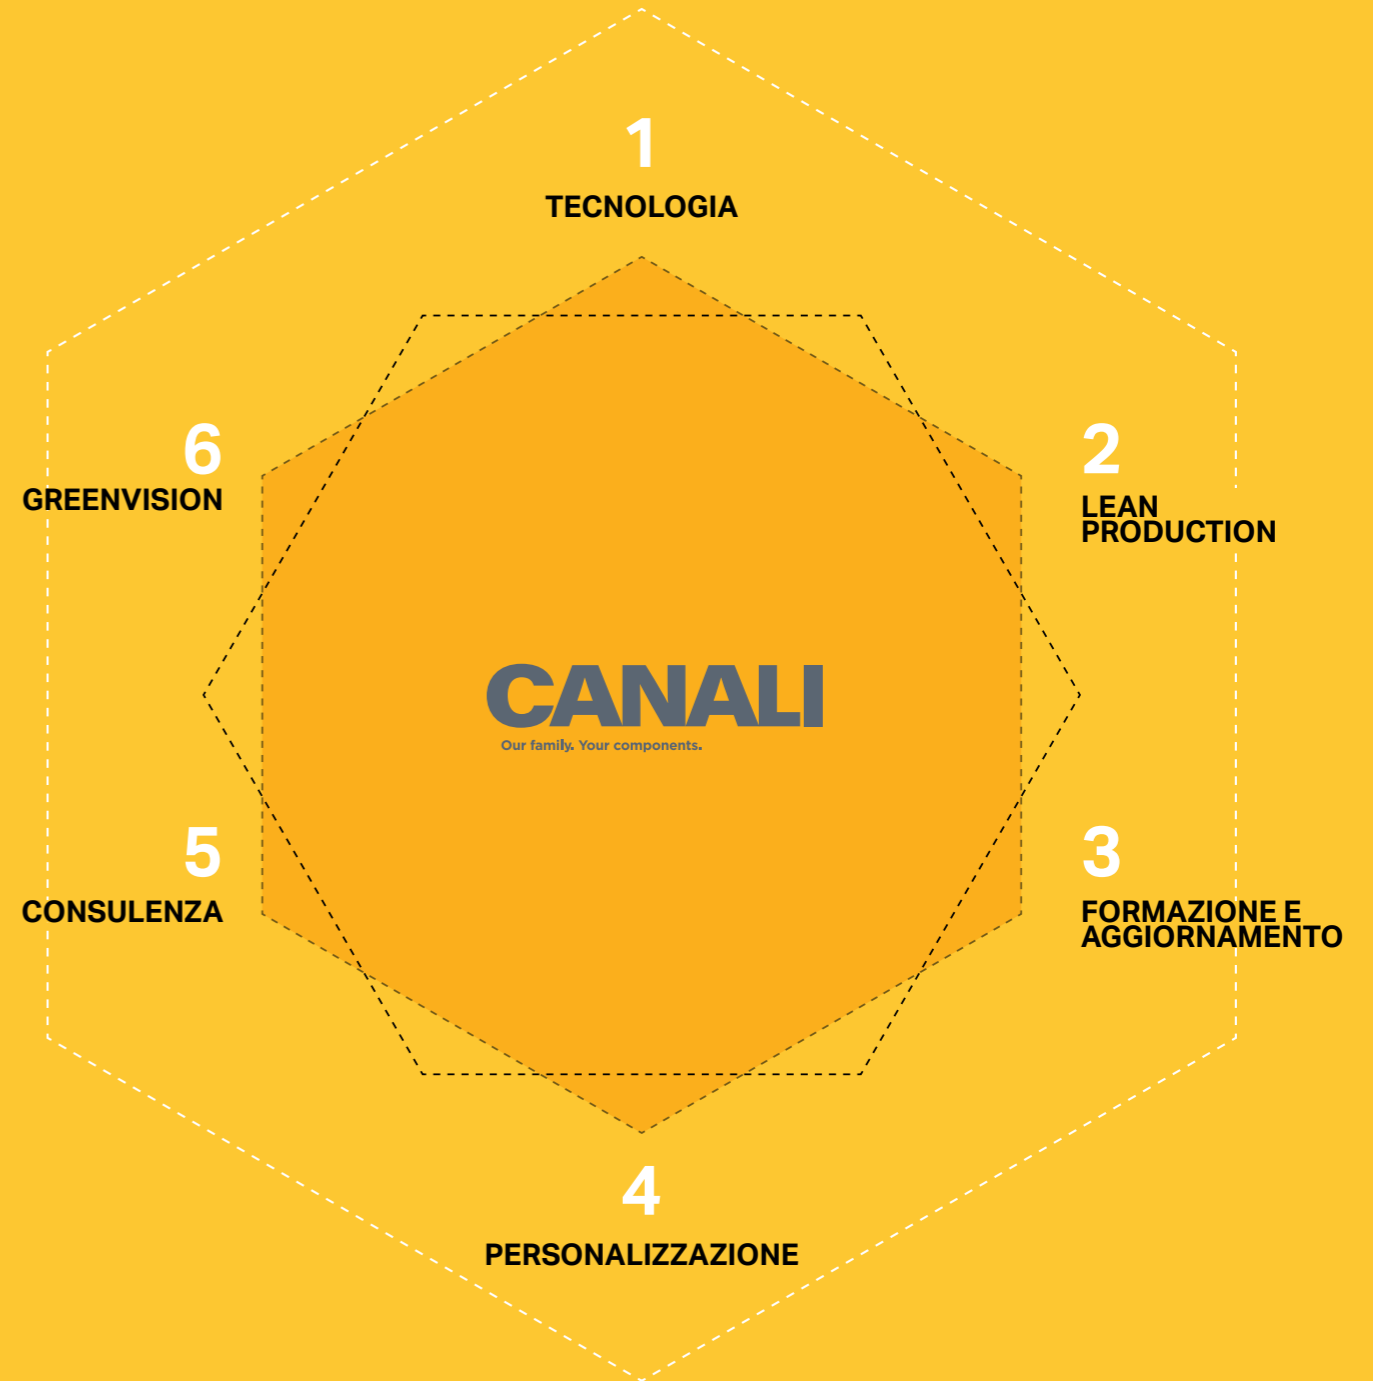 1
TECNOLOGIA
2
LEAN
PRODUCTION
3
FORMAZIONE E
AGGIORNAMENTO
4
PERSONALIZZAZIONE
5
CONSULENZA
6
GREENVISION
CANALI
Our family. Your components.